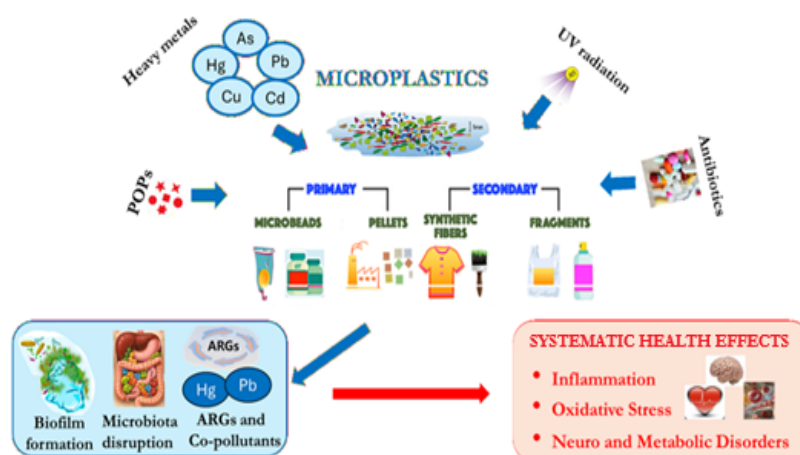 Heavy metals
As
Hg
Pb
Cu
Cd
MICROPLASTICS
UV radiation
POPs
Antibiotics
PRIMARY
SECONDARY
MICROBEADS
PELLETS
SYNTHETIC
FIBERS
FRAGMENTS
ARGs
Hg
Pb
Biofilm
formation
Microbiota
disruption
ARGs and
Co-pollutants
SYSTEMATIC HEALTH EFFECTS
• Inflammation
• Oxidative Stress
• Neuro and Metabolic Disorders